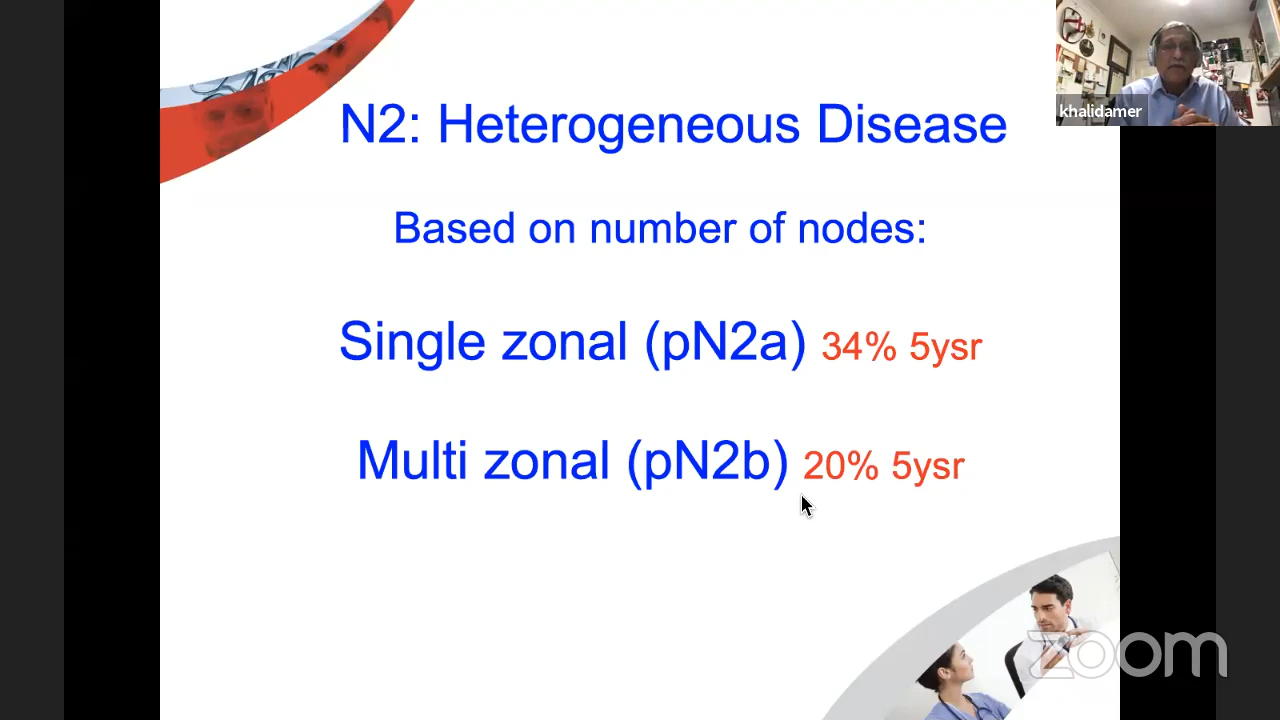 khalidamer
N2: Heterogeneous Disease
Based on number of nodes:
Single zonal (pN2a) 34% 5ysr
Multi zonal (pN2b) 20% 5ysr
zoom